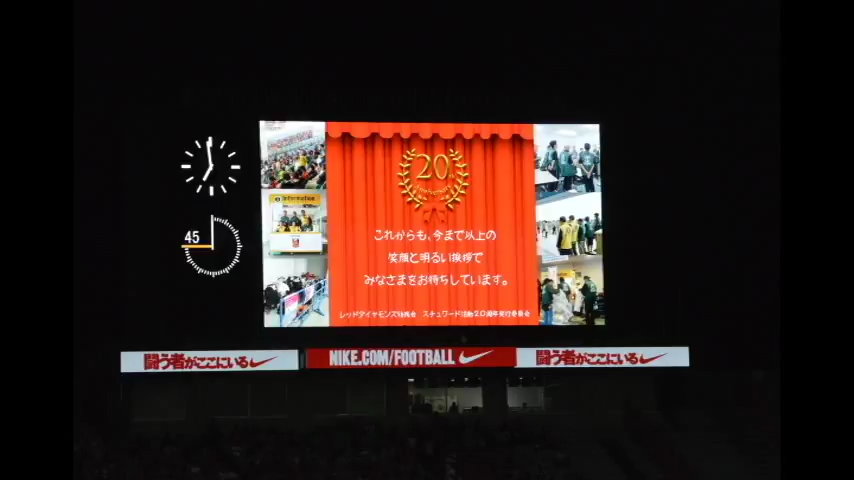 20th
Anniversary
Information
これからも、今まで以上の
笑顔と明るい挨拶で
みなさまをお待ちしています。
レッドダイヤモンズ後援会 スチュワード活動20周年実行委員会
45
闘う者がここにいる
NIKE.COM/FOOTBALL
闘う者がここにいる